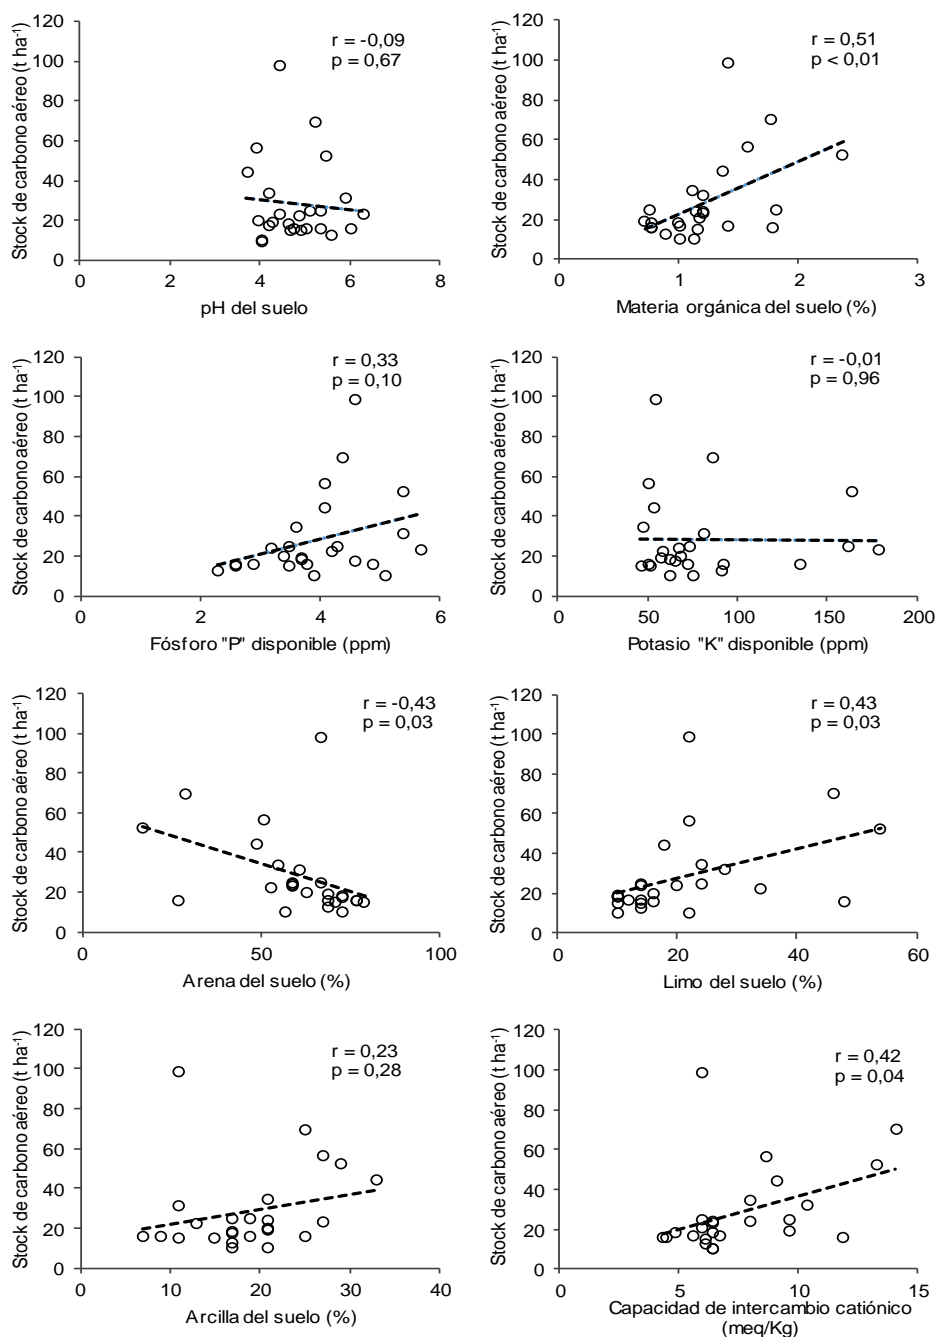 Stock de carbono aéreo (t ha⁻¹)
120
100
80
60
40
20
0
r = -0,09
p = 0,67
0 2 4 6 8
pH del suelo
Stock de carbono aéreo (t ha⁻¹)
120
100
80
60
40
20
0
r = 0,51
p < 0,01
0 1 2 3
Materia orgánica del suelo (%)
Stock de carbono aéreo (t ha⁻¹)
120
100
80
60
40
20
0
r = 0,33
p = 0,10
0 2 4 6
Fósforo "P" disponible (ppm)
Stock de carbono aéreo (t ha⁻¹)
120
100
80
60
40
20
0
r = -0,01
p = 0,96
0 50 100 150 200
Potasio "K" disponible (ppm)
Stock de carbono aéreo (t ha⁻¹)
120
100
80
60
40
20
0
r = -0,43
p = 0,03
0 50 100
Arena del suelo (%)
Stock de carbono aéreo (t ha⁻¹)
120
100
80
60
40
20
0
r = 0,43
p = 0,03
0 20 40 60
Limo del suelo (%)
Stock de carbono aéreo (t ha⁻¹)
120
100
80
60
40
20
0
r = 0,23
p = 0,28
0 10 20 30 40
Arcilla del suelo (%)
Stock de carbono aéreo (t ha⁻¹)
120
100
80
60
40
20
0
r = 0,42
p = 0,04
0 5 10 15
Capacidad de intercambio catiónico
(meq/Kg)